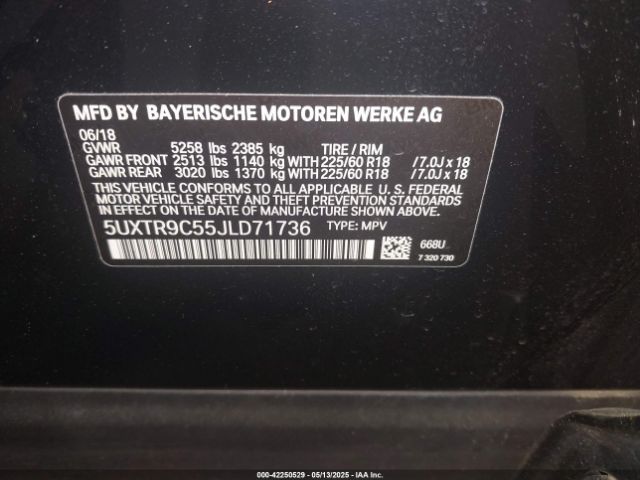 MFD BY BAYERISCHE MOTOREN WERKE AG
06/18
GVWR 5258 lbs 2385 kg TIRE / RIM
GAWR FRONT 2513 lbs 1140 kg WITH 225/60 R18 / 7.0J x 18
GAWR REAR 3020 lbs 1370 kg WITH 225/60 R18 / 7.0J x 18
THIS VEHICLE CONFORMS TO ALL APPLICABLE U. S. FEDERAL
MOTOR VEHICLE SAFETY AND THEFT PREVENTION STANDARDS
IN EFFECT ON THE DATE OF MANUFACTURE SHOWN ABOVE.
5UXTR9C55JLD71736 TYPE: MPV
668U
7 320 730
000-42250529 - 05/13/2025 - IAA Inc.